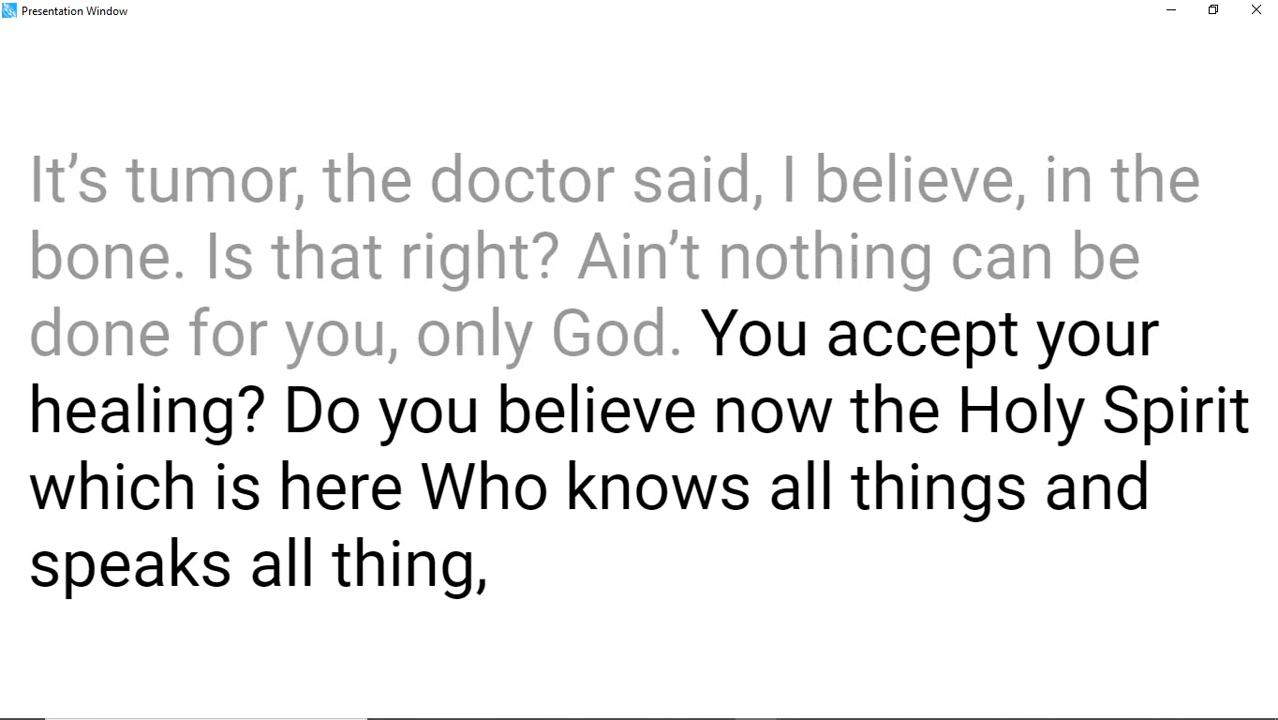 Presentation Window
It’s tumor, the doctor said, I believe, in the
bone. Is that right? Ain’t nothing can be
done for you, only God. You accept your
healing? Do you believe now the Holy Spirit
which is here Who knows all things and
speaks all thing,